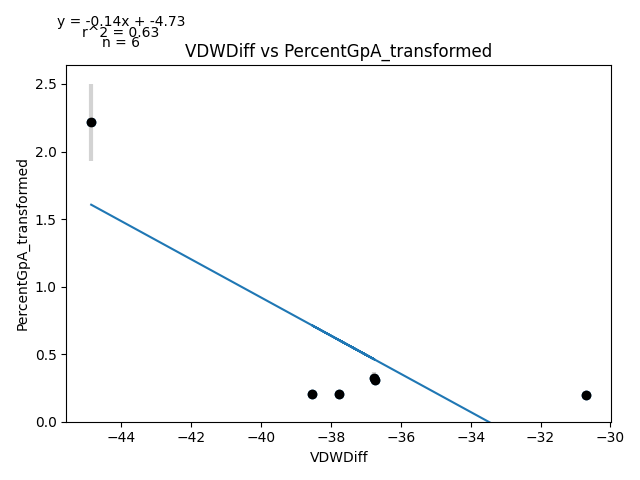 y = -0.14x + -4.73
r^2 = 0.63
n = 6
VDWDiff vs PercentGpA_transformed
PercentGpA_transformed
2.5
2.0
1.5
1.0
0.5
0.0
−44 −42 −40 −38 −36 −34 −32 −30
VDWDiff